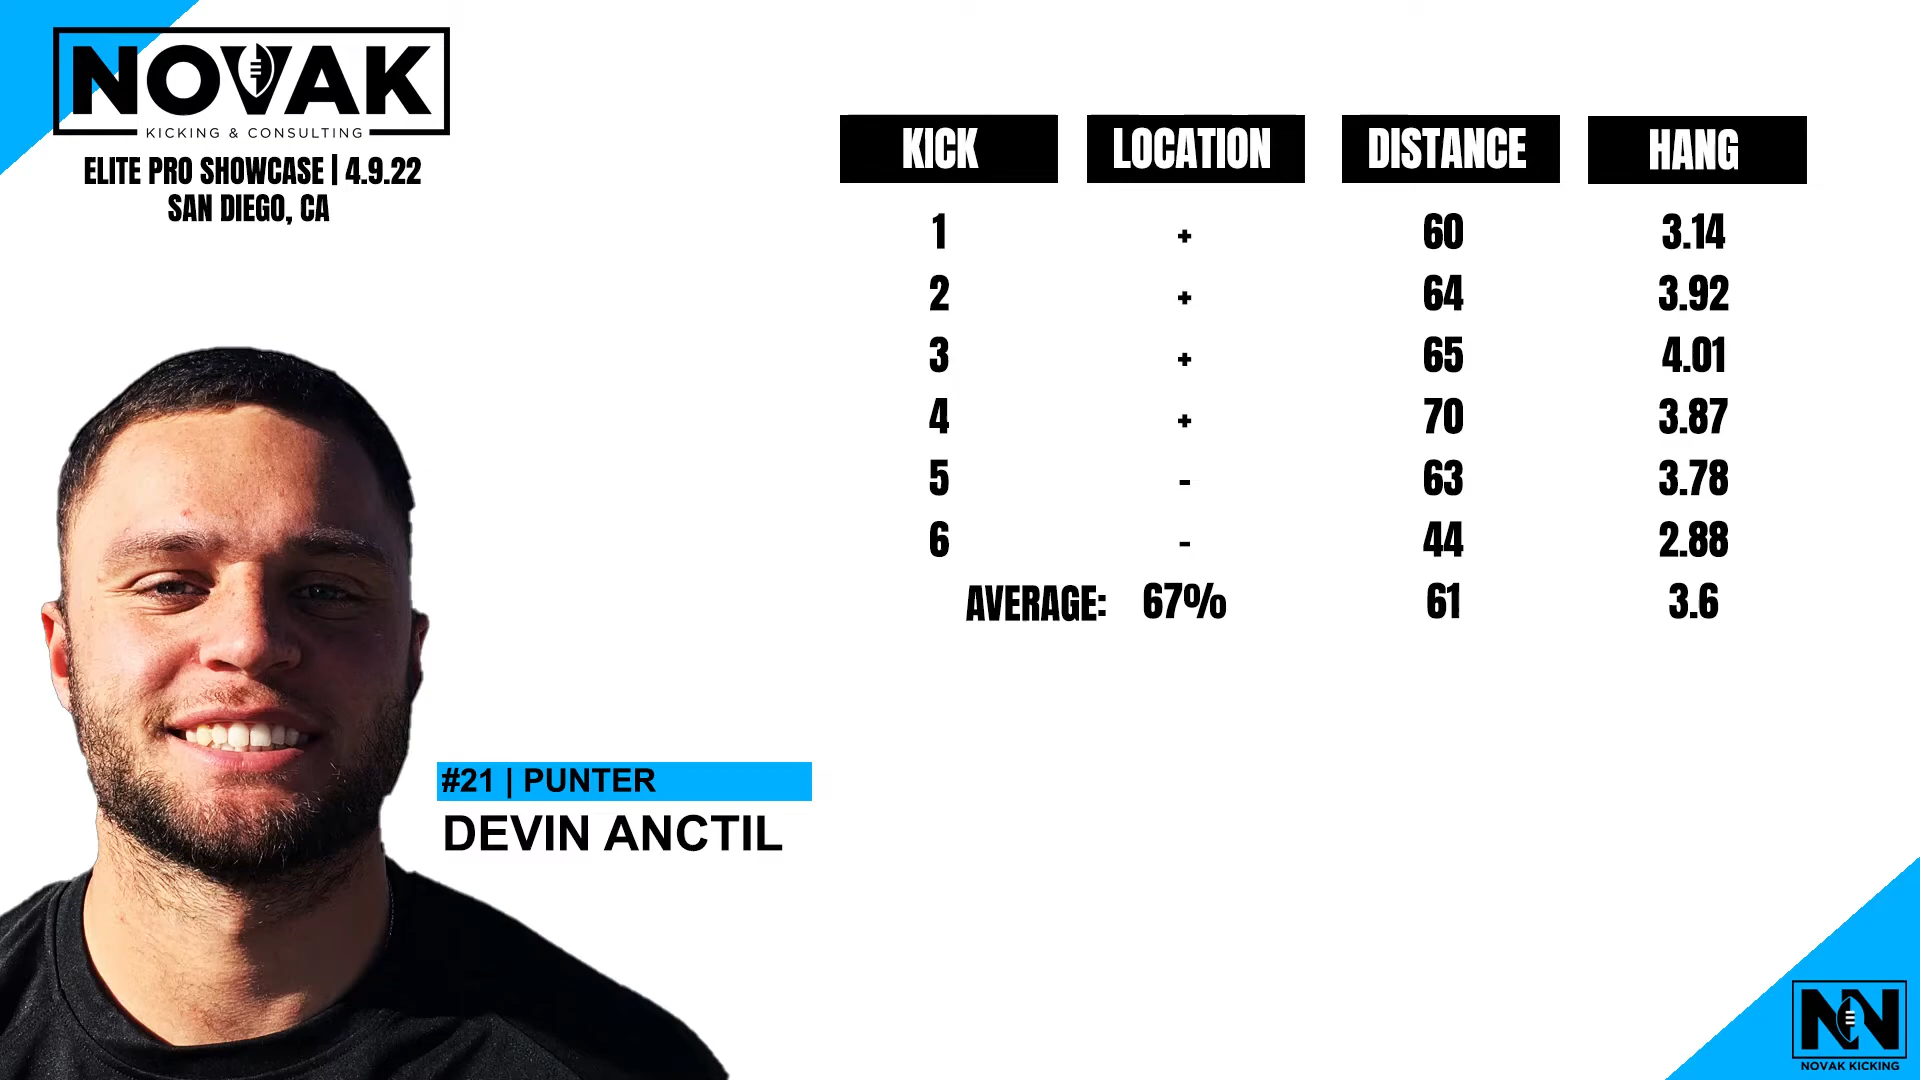 NOVAK
KICKING & CONSULTING
ELITE PRO SHOWCASE | 4.9.22
SAN DIEGO, CA
KICK LOCATION DISTANCE HANG
1 + 60 3.14
2 + 64 3.92
3 + 65 4.01
4 + 70 3.87
5 - 63 3.78
6 - 44 2.88
AVERAGE: 67% 61 3.6
#21 | PUNTER
DEVIN ANCTIL
NN
NOVAK KICKING